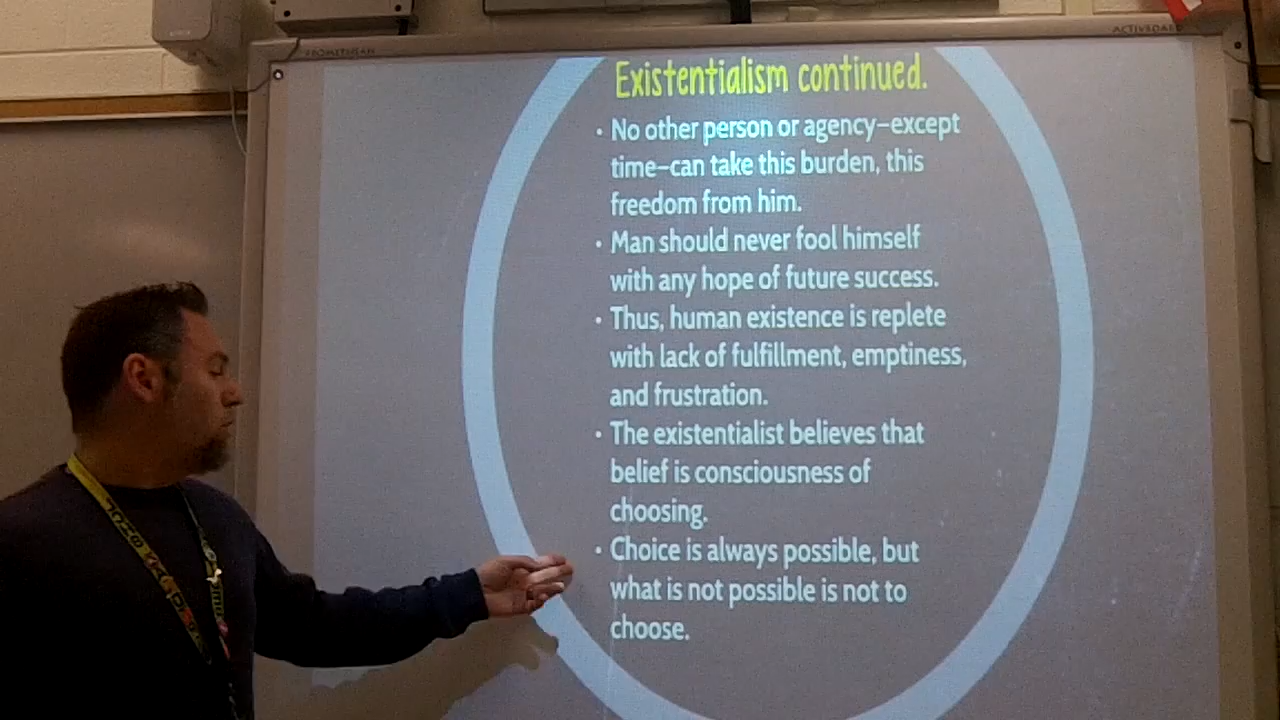 PROMETHEAN
ACTIVBOARD
Existentialism continued.
• No other person or agency–except
time–can take this burden, this
freedom from him.
• Man should never fool himself
with any hope of future success.
• Thus, human existence is replete
with lack of fulfillment, emptiness,
and frustration.
• The existentialist believes that
belief is consciousness of
choosing.
• Choice is always possible, but
what is not possible is not to
choose.